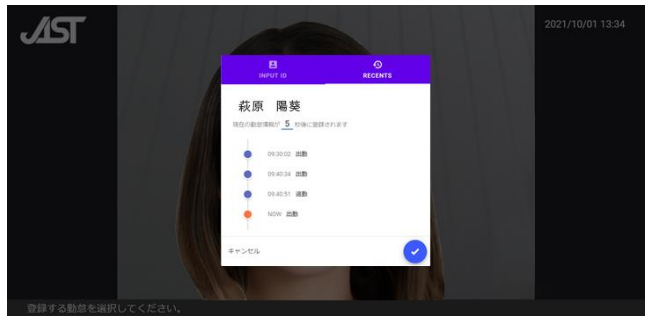 JAST
2021/10/01 13:34
INPUT ID
RECENTS
萩原 陽葵
現在の勤怠情報が 5 秒後に登録されます
09:30:02 出勤
09:40:34 出勤
09:40:51 退勤
NOW 出勤
キャンセル
登録する勤怠を選択してください。